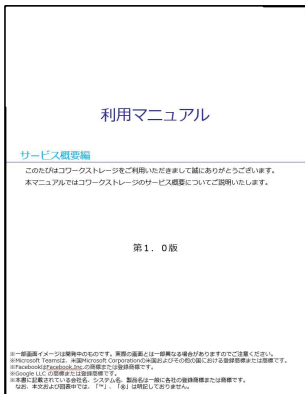 利用マニュアル
サービス概要編
このたびはコワークストレージをご利用いただきまして誠にありがとうございます。
本マニュアルではコワークストレージのサービス概要についてご説明いたします。
第1.0版
※一部画面イメージは開発中のものです。実際の画面とは一部異なる場合がありますのでご注意ください。
※Microsoft Teamsは、米国Microsoft Corporationの米国およびその他の国における登録商標または商標です。
※FacebookはFacebook,Inc.の商標または登録商標です。
※Google LLC の商標または登録商標です。
※本書に記載されている会社名、システム名、製品名は一般に各社の登録商標または商標です。
なお、本文および図表中では、「™」、「®」は明記しておりません。